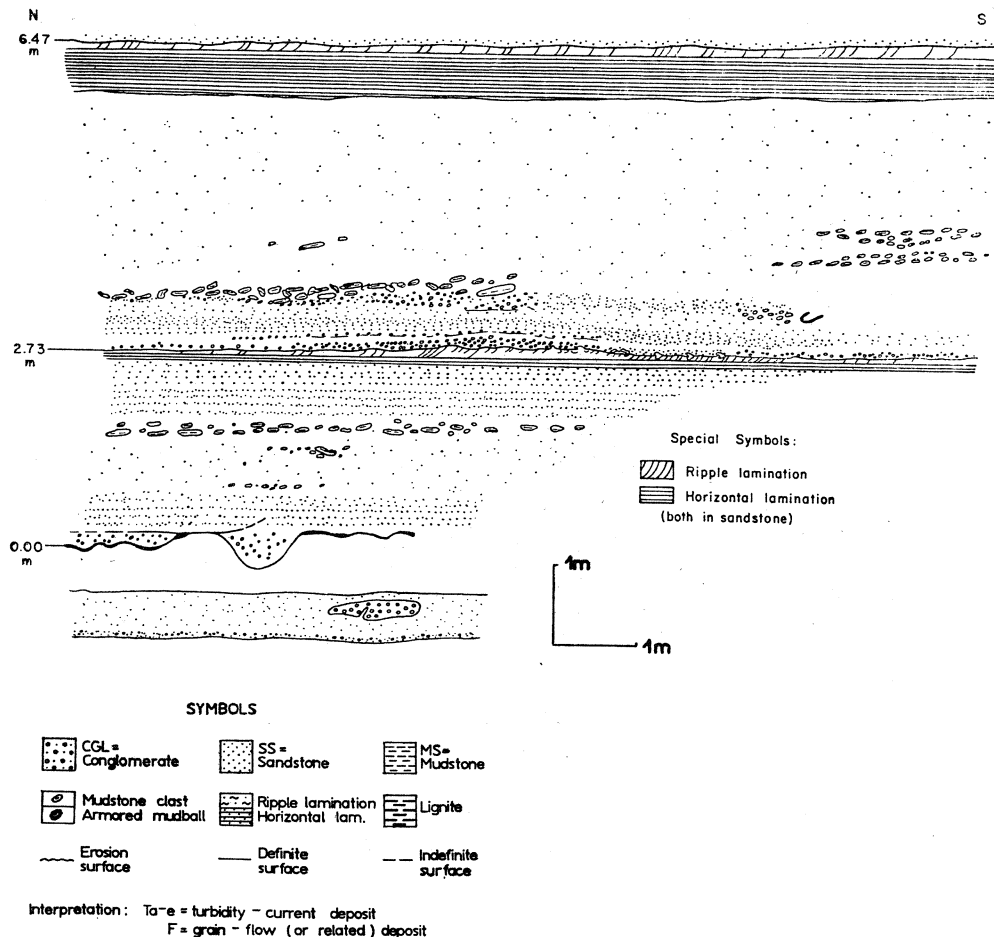 N
S
6.47
m
2.73
m
Special Symbols:
Ripple lamination
Horizontal lamination
(both in sandstone)
0.00
m
1m
1m
SYMBOLS
CGL=
Conglomerate
SS=
Sandstone
MS=
Mudstone
Mudstone clast
Armored mudball
Ripple lamination
Horizontal lam.
Lignite
Erosion
surface
Definite
surface
Indefinite
surface
Interpretation: Ta-e = turbidity - current deposit
F = grain - flow (or related) deposit